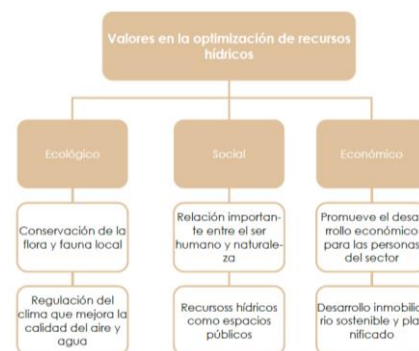 Valores en la optimización de recursos
hídricos
Ecológico
Social
Económico
Conservación de la
flora y fauna local
Relación importan-
te entre el ser
humano y naturale-
za
Promueve el desa
rrollo económico
para las personas
del sector
Regulación del
clima que mejora la
calidad del aire y
agua
Recursoss hídricos
como espacios
públicos
Desarrollo inmobilia
rio sostenible y pla
nificado